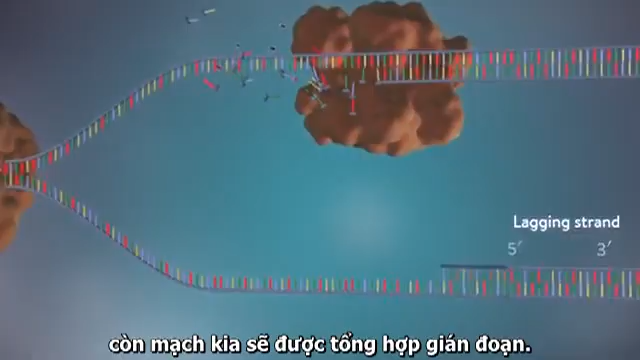 Lagging strand
5′ 3′
còn mạch kia sẽ được tổng hợp gián đoạn.